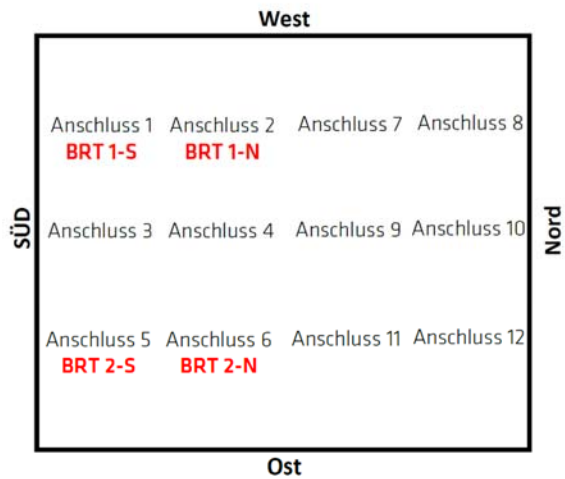 West
Anschluss 1 Anschluss 2 Anschluss 7 Anschluss 8
BRT 1-S BRT 1-N
SÜD
Anschluss 3 Anschluss 4 Anschluss 9 Anschluss 10
Nord
Anschluss 5 Anschluss 6 Anschluss 11 Anschluss 12
BRT 2-S BRT 2-N
Ost